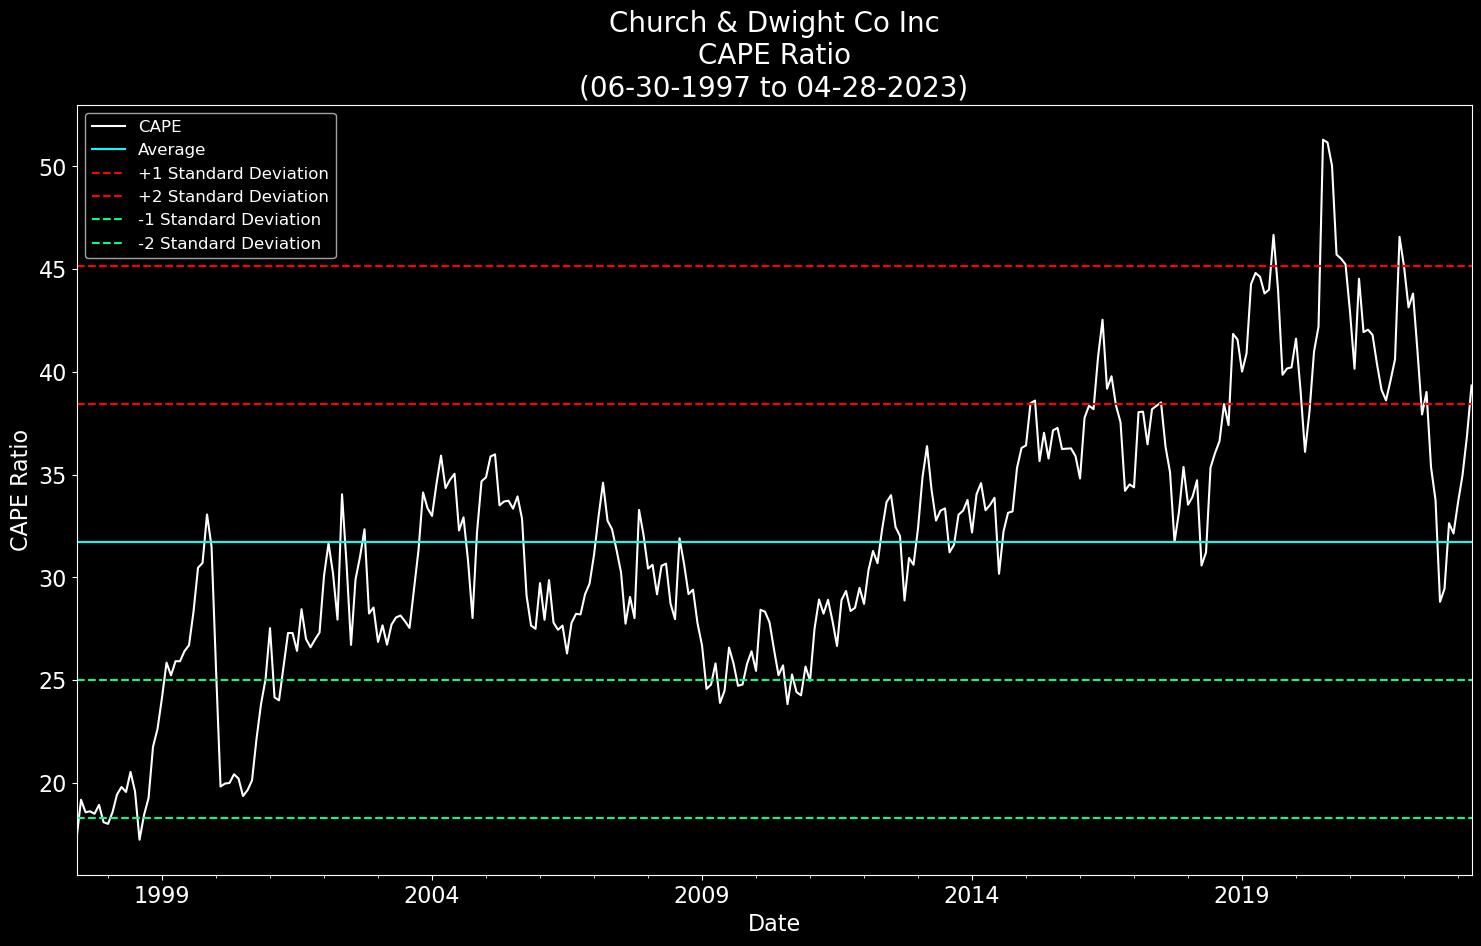 Church & Dwight Co Inc
CAPE Ratio
(06-30-1997 to 04-28-2023)
CAPE
Average
+1 Standard Deviation
+2 Standard Deviation
-1 Standard Deviation
-2 Standard Deviation
50
45
40
35
30
25
20
CAPE Ratio
1999
2004
2009
2014
2019
Date